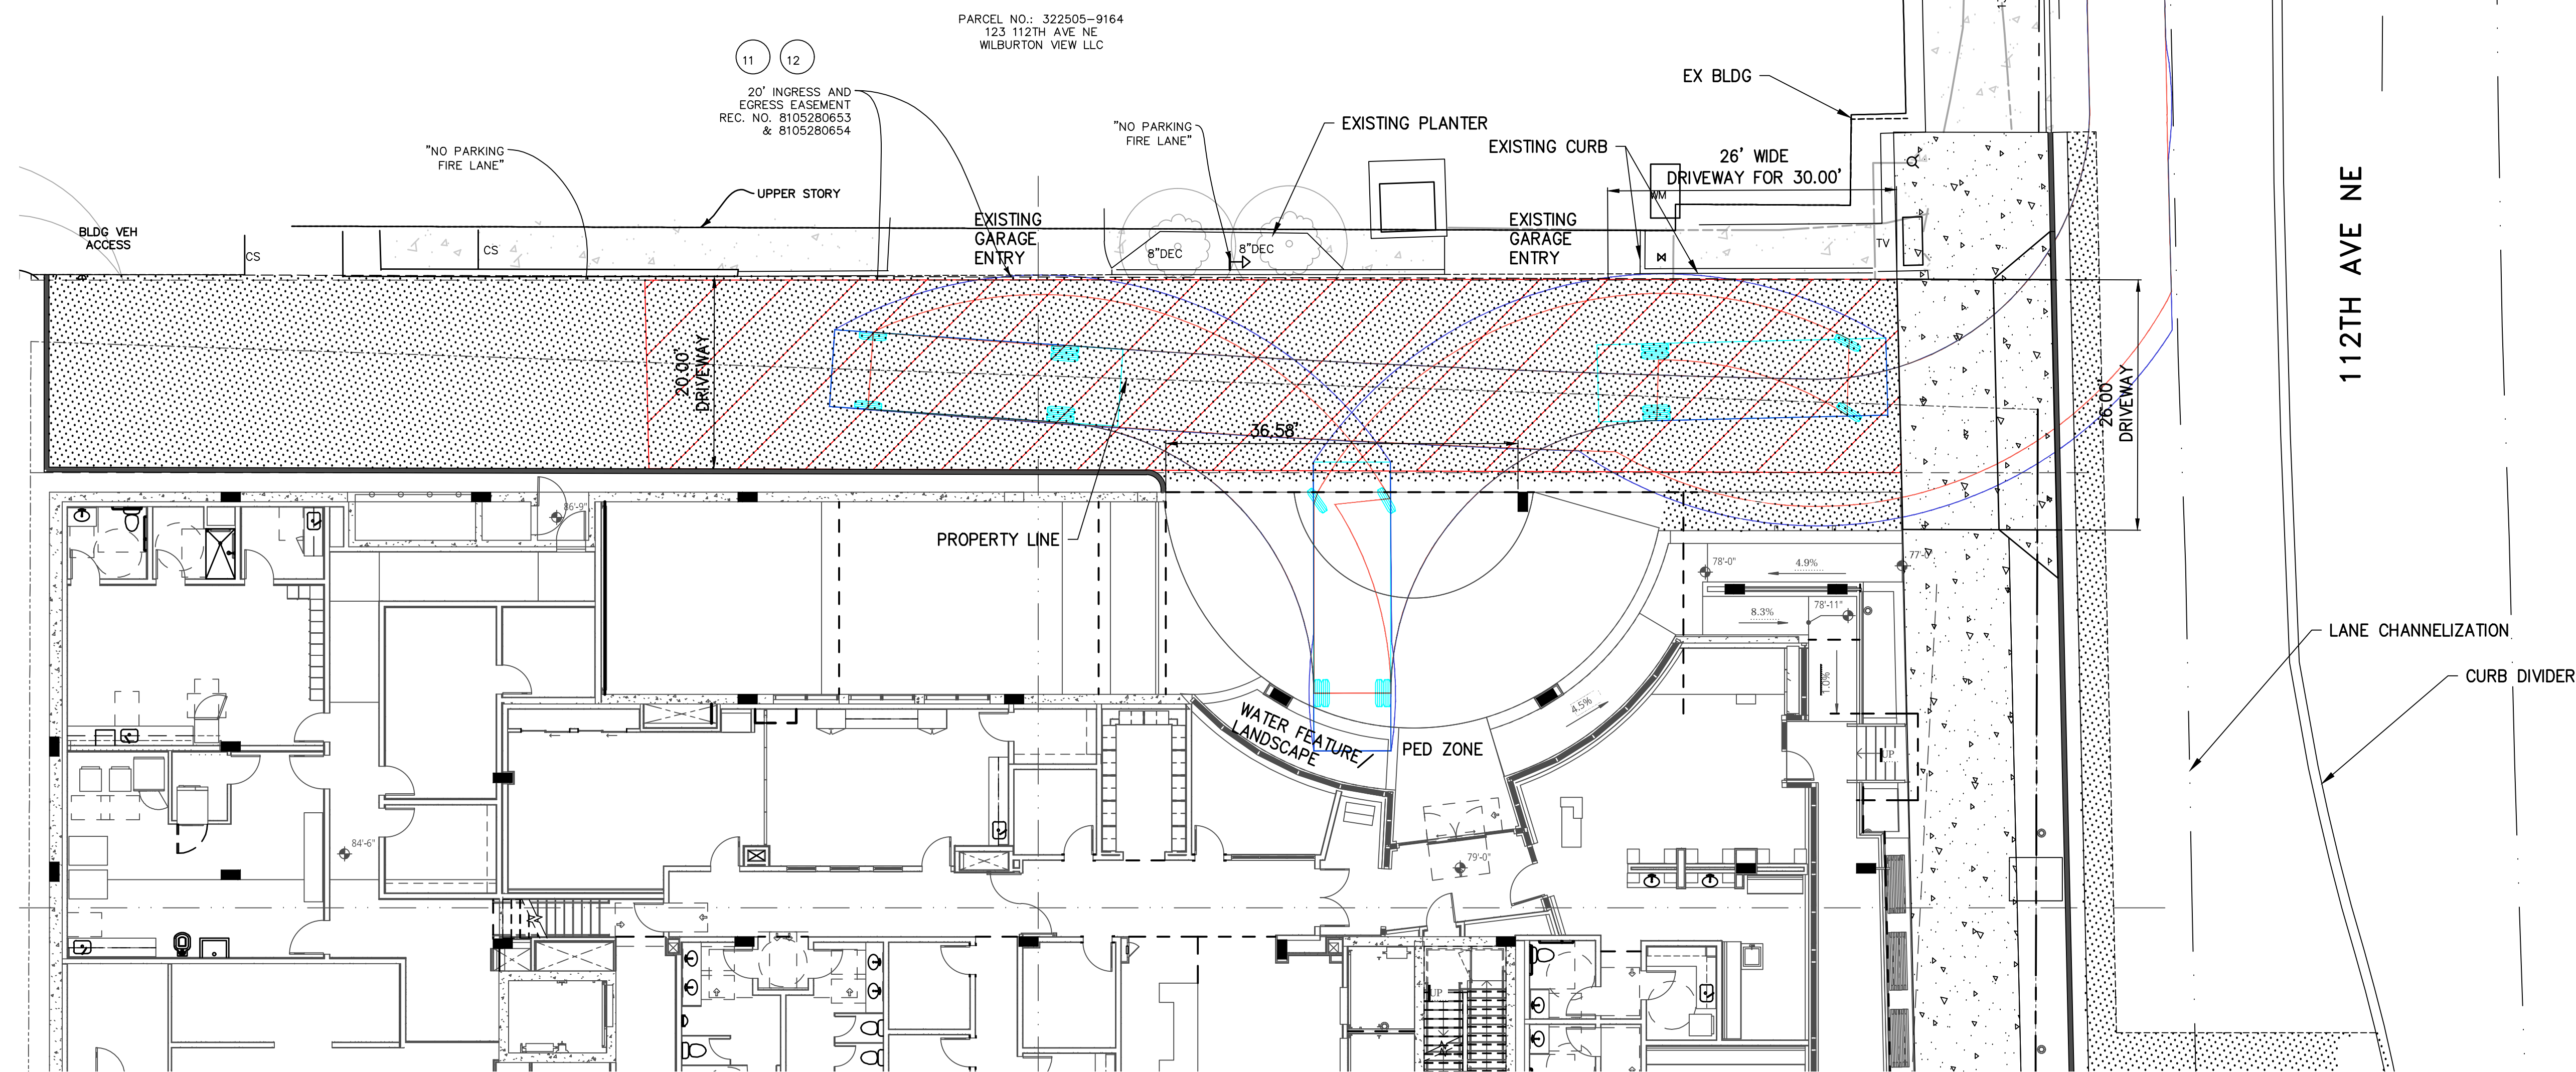 PARCEL NO.: 322505-9164
123 112TH AVE NE
WILBURTON VIEW LLC
11
12
20' INGRESS AND
EGRESS EASEMENT
REC. NO. 8105280653
& 8105280654
EX BLDG
"NO PARKING
FIRE LANE"
"NO PARKING
FIRE LANE"
EXISTING PLANTER
EXISTING CURB
26' WIDE
DRIVEWAY FOR 30.00'
WM
UPPER STORY
BLDG VEH
ACCESS
CS
CS
EXISTING
GARAGE
ENTRY
8"DEC
8"DEC
EXISTING
GARAGE
ENTRY
TV
112TH AVE NE
20.00'
DRIVEWAY
36.58'
26.00'
DRIVEWAY
PROPERTY LINE
86'-9"
78'-0"
4.9%
77'-0"
8.3%
78'-11"
1.0%
LANE CHANNELIZATION
CURB DIVIDER
WATER FEATURE/
LANDSCAPE
PED ZONE
4.5%
UP
84'-6"
79'-0"
UP